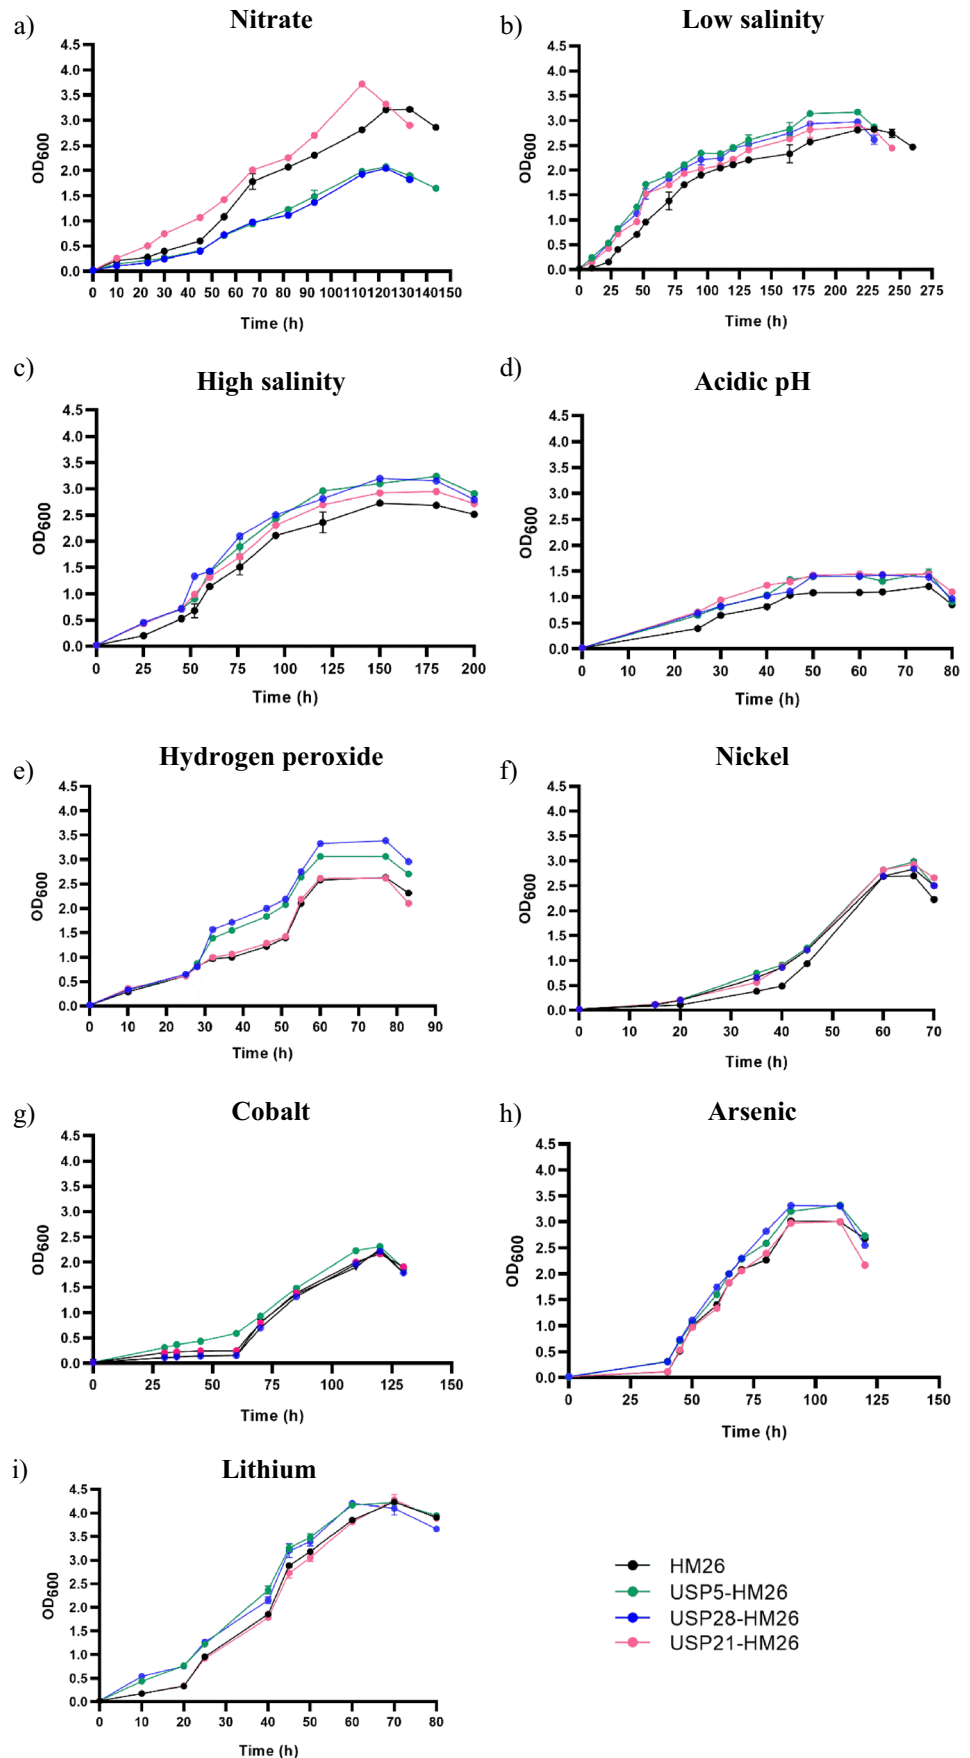 a)
Nitrate
4.5
4.0
3.5
3.0
2.5
2.0
1.5
1.0
0.5
0.0
OD600
0 10 20 30 40 50 60 70 80 90 100 110 120 130 140 150
Time (h)
b)
Low salinity
4.5
4.0
3.5
3.0
2.5
2.0
1.5
1.0
0.5
0.0
OD600
0 25 50 75 100 125 150 175 200 225 250 275
Time (h)
c)
High salinity
4.5
4.0
3.5
3.0
2.5
2.0
1.5
1.0
0.5
0.0
OD600
0 25 50 75 100 125 150 175 200
Time (h)
d)
Acidic pH
4.5
4.0
3.5
3.0
2.5
2.0
1.5
1.0
0.5
0.0
OD600
0 10 20 30 40 50 60 70 80
Time (h)
e)
Hydrogen peroxide
4.5
4.0
3.5
3.0
2.5
2.0
1.5
1.0
0.5
0.0
OD600
0 10 20 30 40 50 60 70 80 90
Time (h)
f)
Nickel
4.5
4.0
3.5
3.0
2.5
2.0
1.5
1.0
0.5
0.0
OD600
0 10 20 30 40 50 60 70
Time (h)
g)
Cobalt
4.5
4.0
3.5
3.0
2.5
2.0
1.5
1.0
0.5
0.0
OD600
0 25 50 75 100 125 150
Time (h)
h)
Arsenic
4.5
4.0
3.5
3.0
2.5
2.0
1.5
1.0
0.5
0.0
OD600
0 25 50 75 100 125 150
Time (h)
i)
Lithium
4.5
4.0
3.5
3.0
2.5
2.0
1.5
1.0
0.5
0.0
OD600
0 10 20 30 40 50 60 70 80
Time (h)
HM26
USP5-HM26
USP28-HM26
USP21-HM26